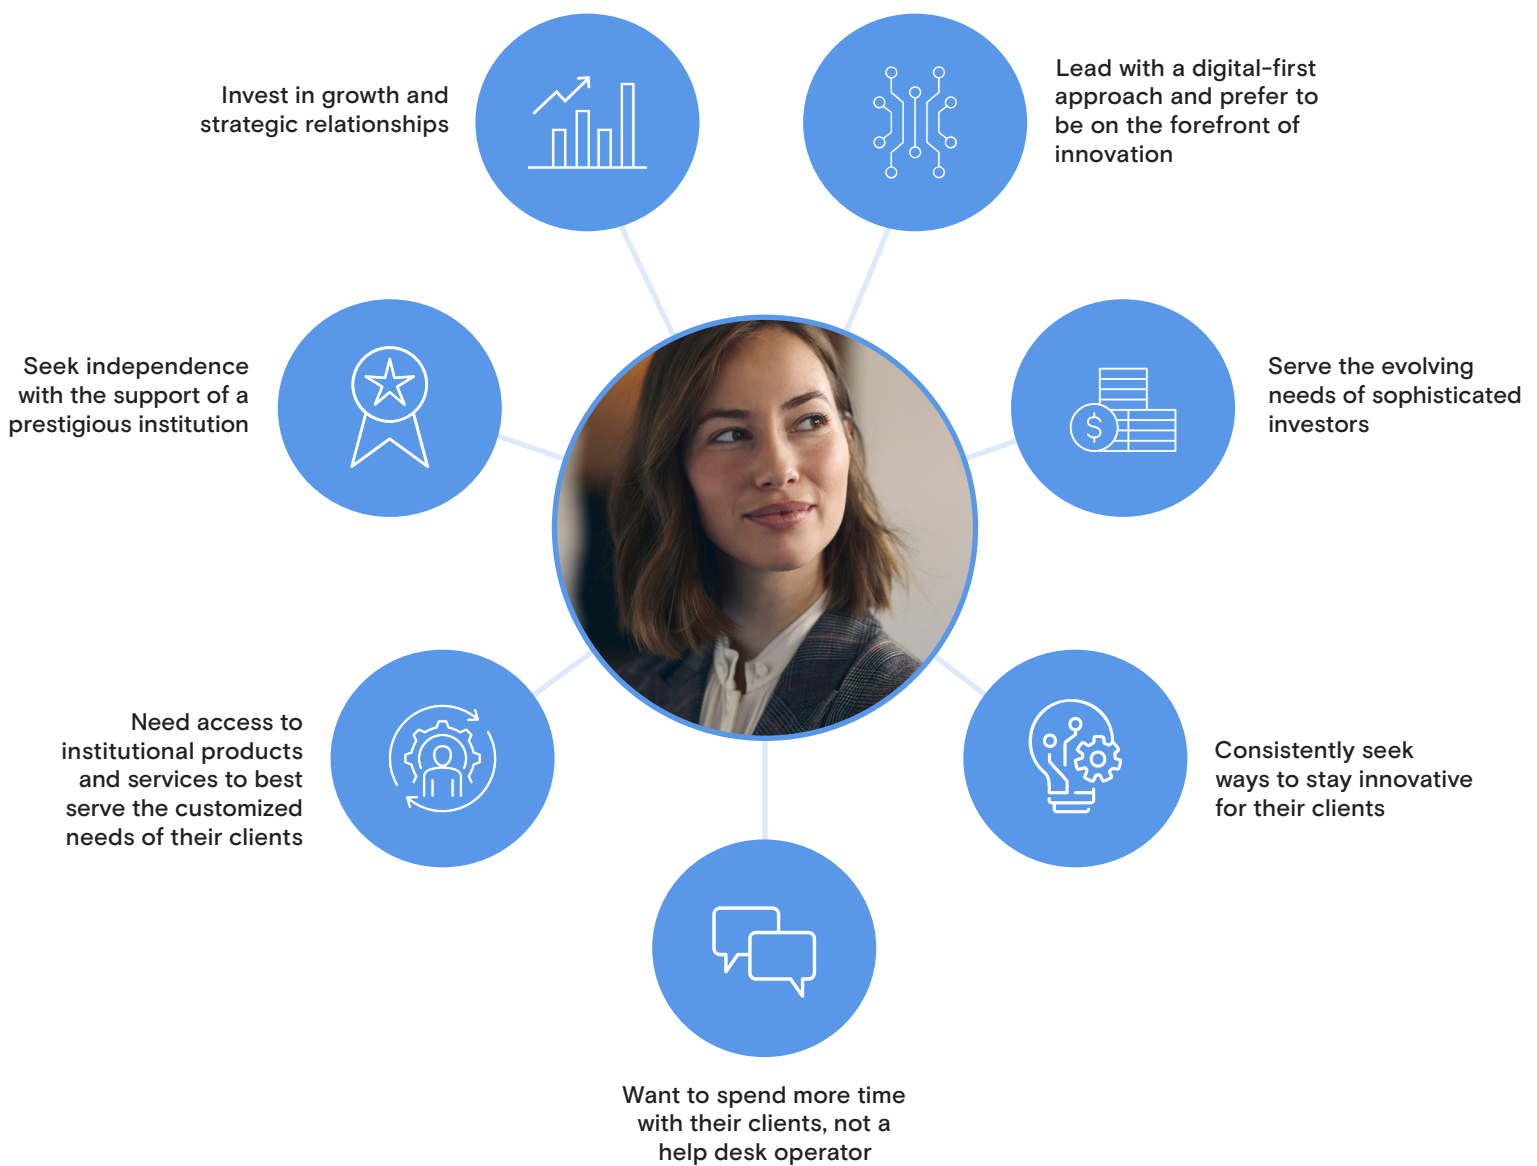 Invest in growth and
strategic relationships
Lead with a digital-first
approach and prefer to
be on the forefront of
innovation
Seek independence
with the support of a
prestigious institution
Serve the evolving
needs of sophisticated
investors
Need access to
institutional products
and services to best
serve the customized
needs of their clients
Consistently seek
ways to stay innovative
for their clients
Want to spend more time
with their clients, not a
help desk operator
$